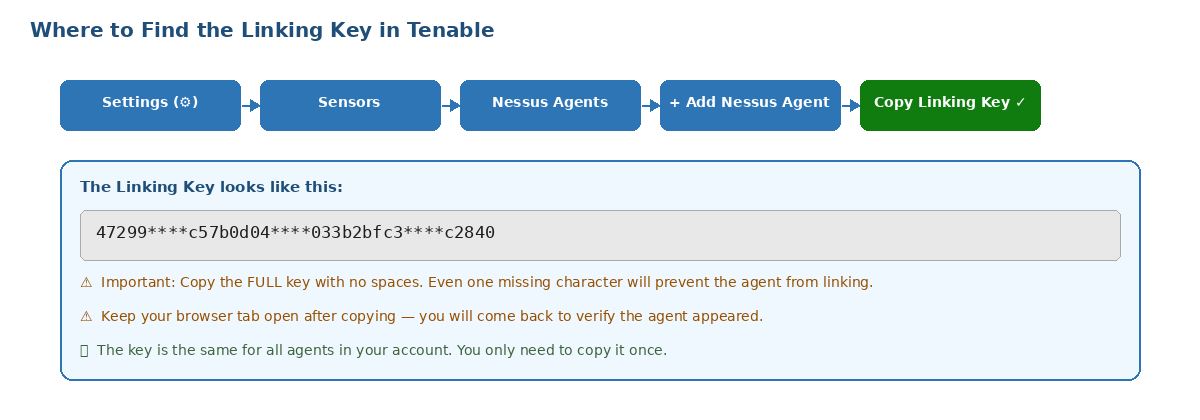 Where to Find the Linking Key in Tenable
Settings (⚙)
Sensors
Nessus Agents
+ Add Nessus Agent
Copy Linking Key ✓
The Linking Key looks like this:
47299****c57b0d04****033b2bfc3****c2840
⚠ Important: Copy the FULL key with no spaces. Even one missing character will prevent the agent from linking.
⚠ Keep your browser tab open after copying — you will come back to verify the agent appeared.
The key is the same for all agents in your account. You only need to copy it once.